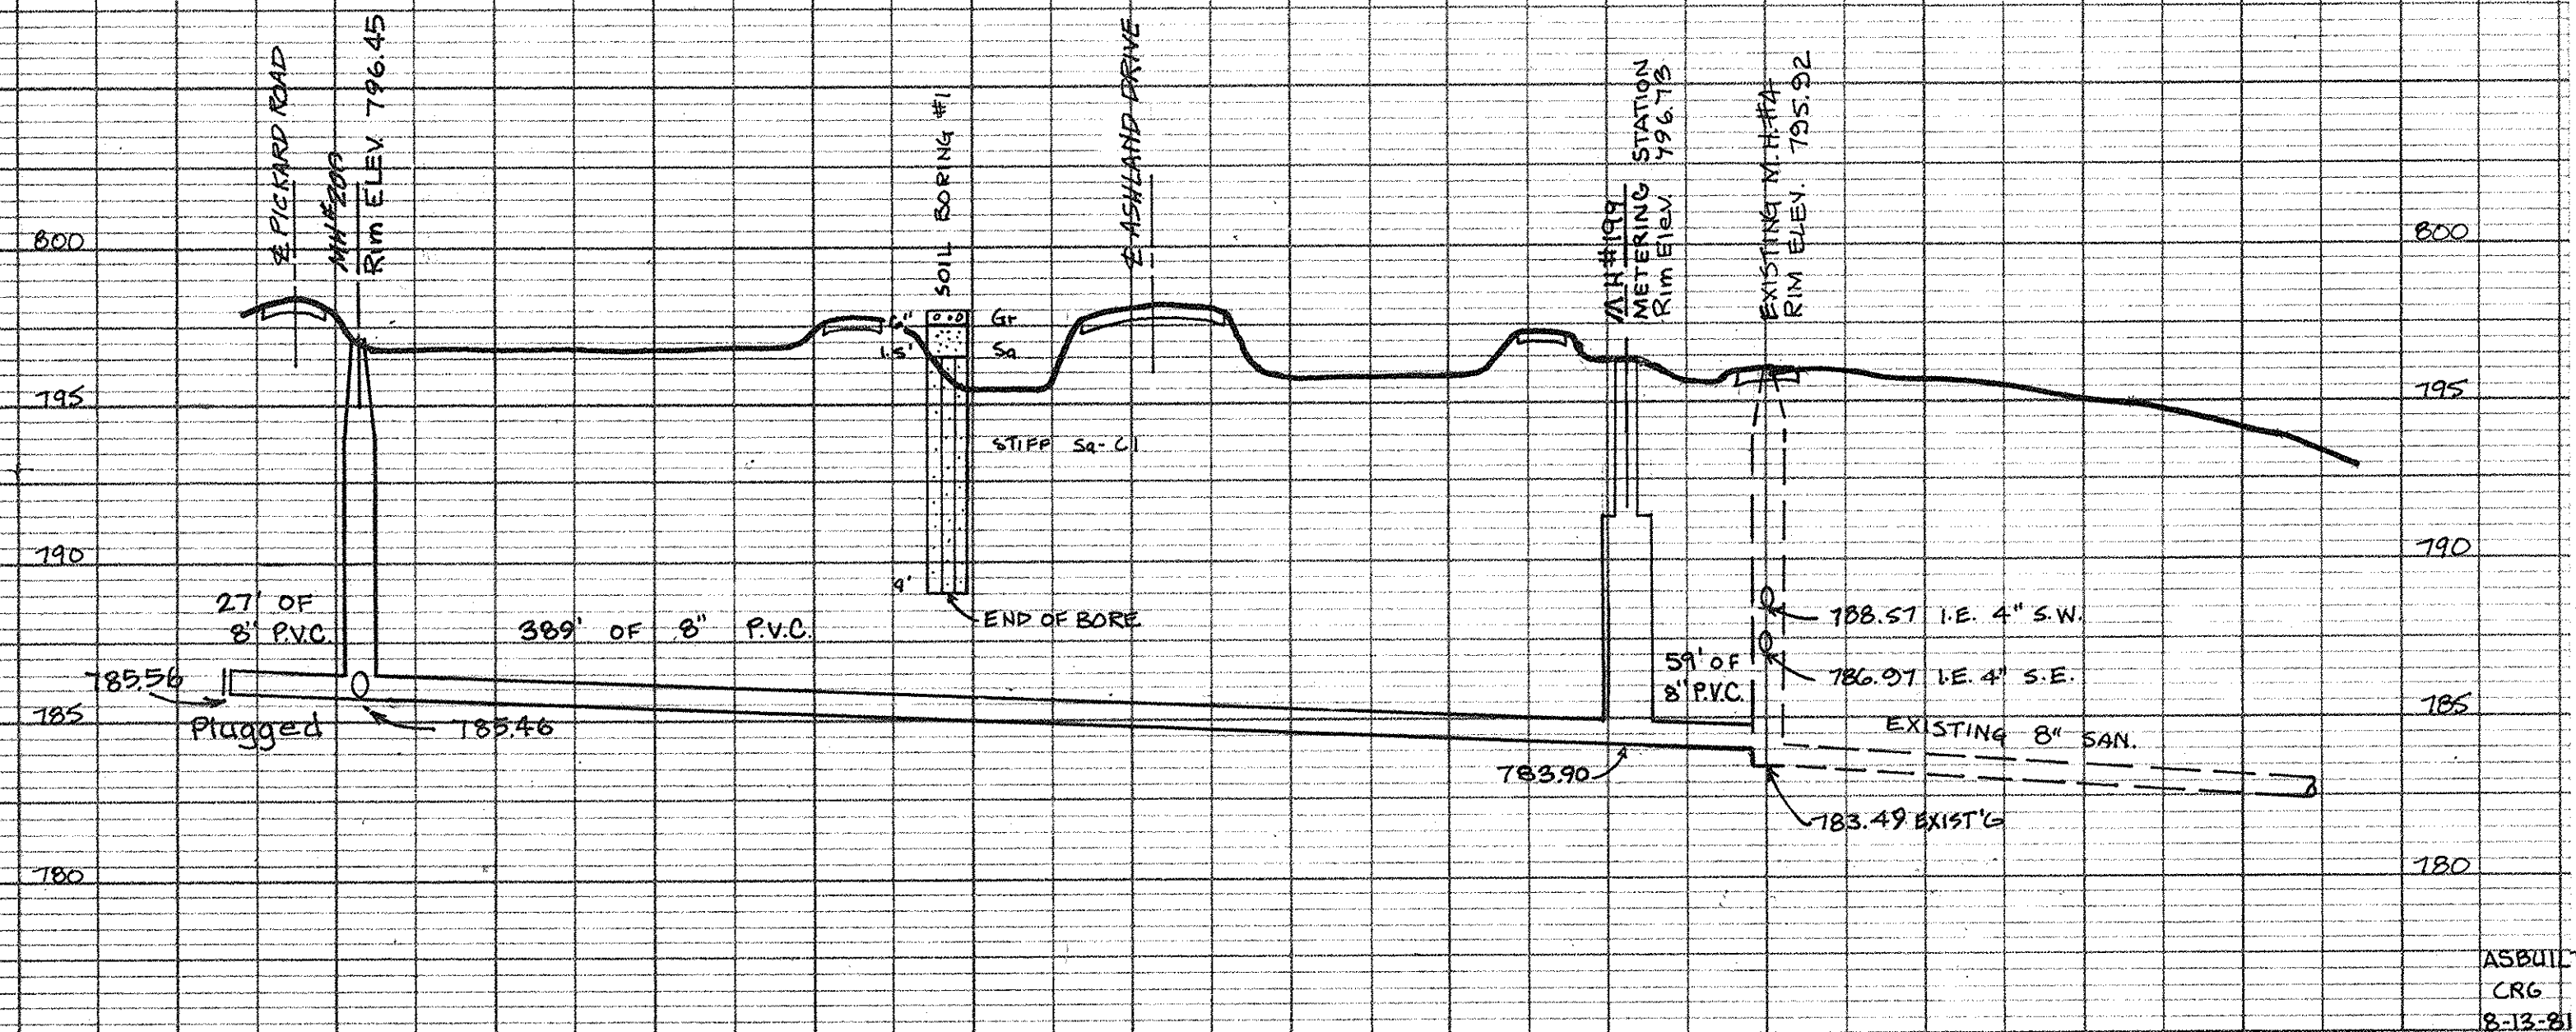 ℄ PICKARD ROAD
MH#200
Rim ELEV. 796.45
SOIL BORING #1
℄ ASHLAND DRIVE
MH#199
METERING STATION
Rim Elev. 796.73
EXISTING M.H.#4
RIM ELEV. 795.92
800
800
6"
Gr
1.5'
Sa
795
795
STIFF Sa-Cl
790
790
9'
END OF BORE
27' OF
8" P.V.C.
389' OF 8" P.V.C.
788.57 I.E. 4" S.W.
59' OF
8" P.V.C.
786.97 I.E. 4" S.E.
785.56
785
785
Plugged
785.46
EXISTING 8" SAN.
783.90
783.49 EXIST'G
780
780
ASBUILT
CRG
8-13-81